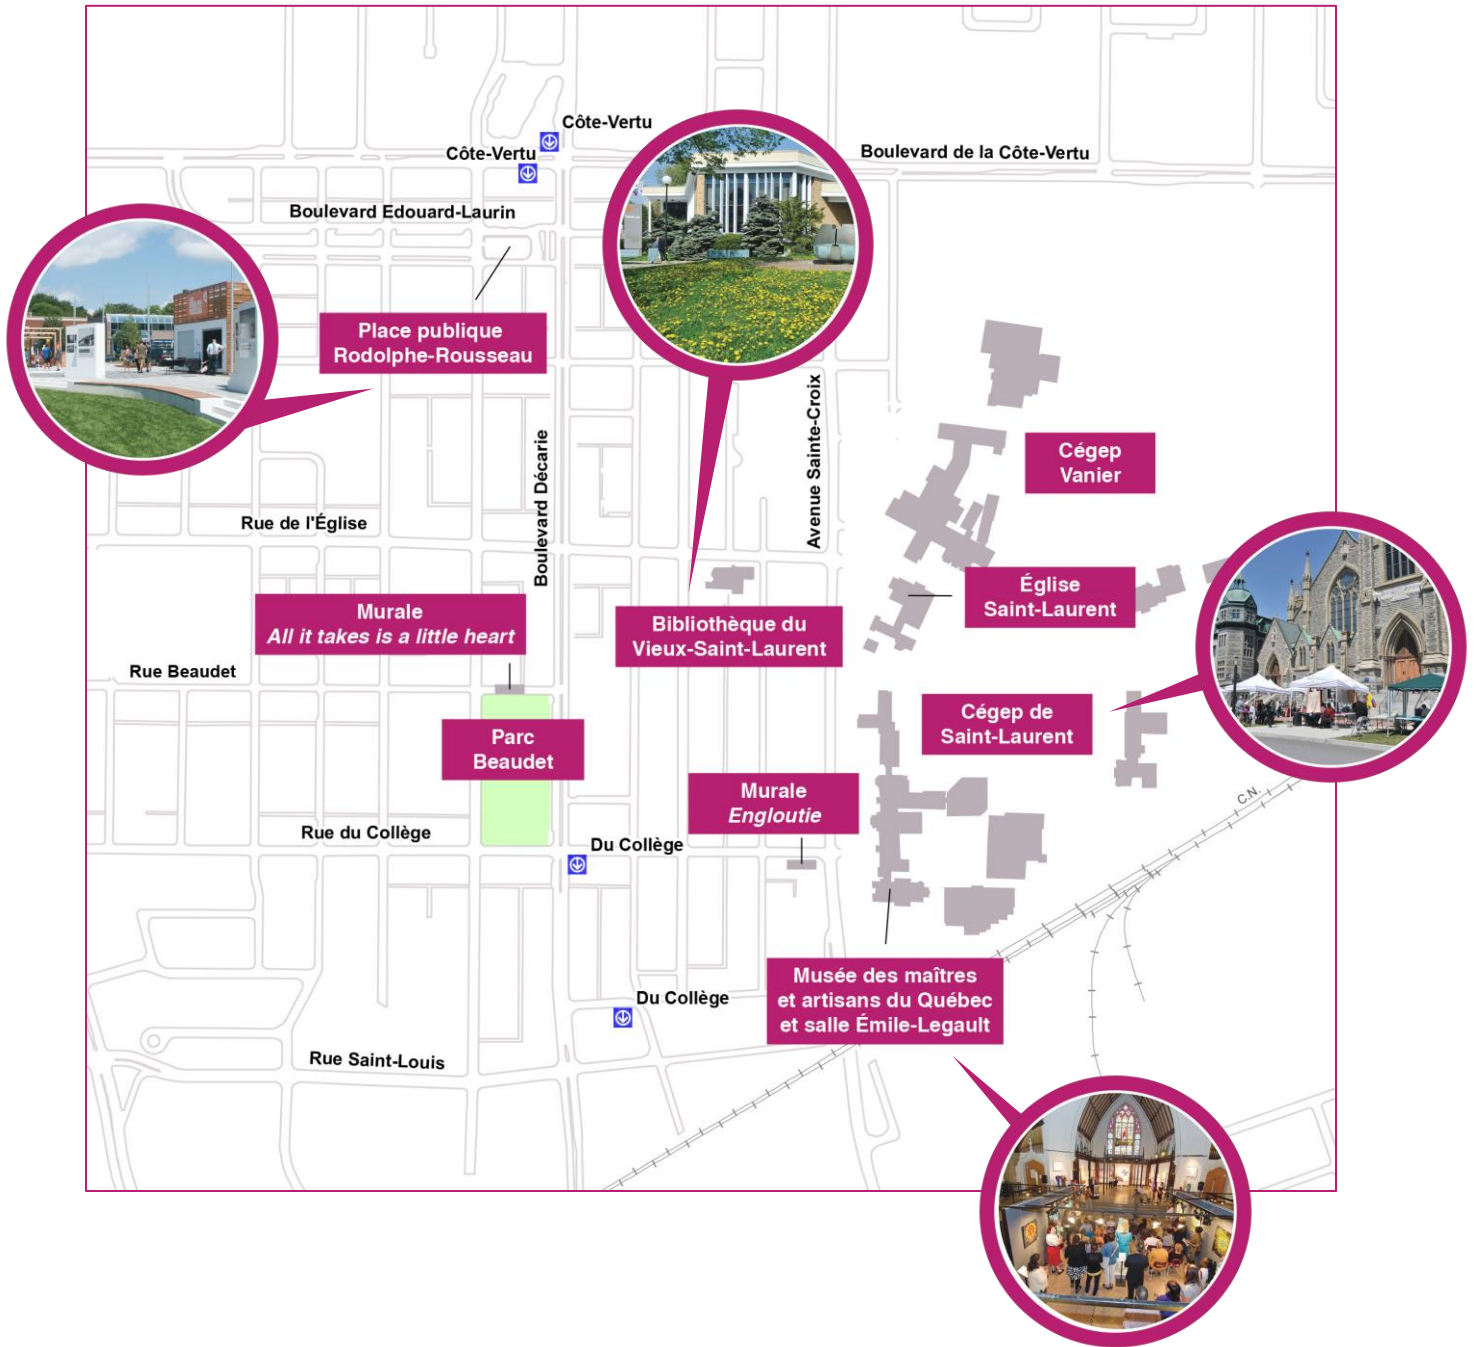 Côte-Vertu
Côte-Vertu
Boulevard de la Côte-Vertu
Boulevard Edouard-Laurin
Place publique
Rodolphe-Rousseau
Avenue Sainte-Croix
Boulevard Décarie
Cégep
Vanier
Rue de l'Église
Église
Saint-Laurent
Murale
All it takes is a little heart
Bibliothèque du
Vieux-Saint-Laurent
Rue Beaudet
Cégep de
Saint-Laurent
Parc
Beaudet
Murale
Engloutie
C.N.
Rue du Collège
Du Collège
Musée des maîtres
et artisans du Québec
et salle Émile-Legault
Du Collège
Rue Saint-Louis